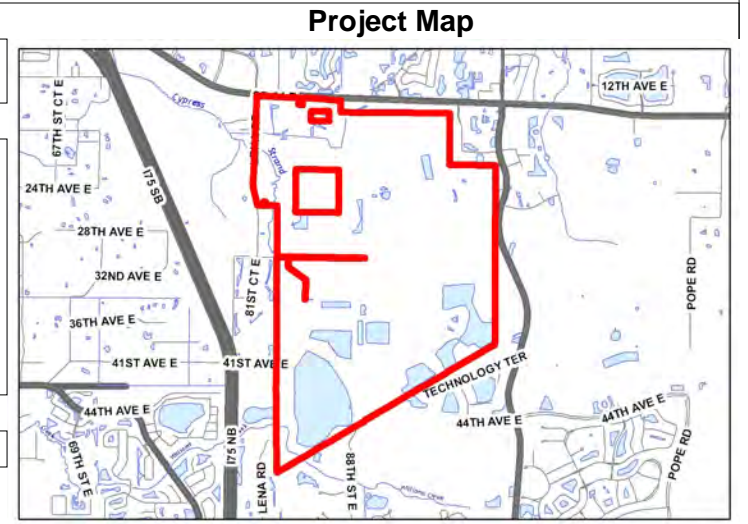 Project Map
12TH AVE E
Cypress
67TH ST CT E
I75 SB
Strand
24TH AVE E
28TH AVE E
32ND AVE E
81ST CT E
POPE RD
36TH AVE E
41ST AVE E
41ST AVE E
TECHNOLOGY TER
44TH AVE E
44TH AVE E
44TH AVE E
69TH ST E
I75 NB
LENA RD
88TH ST E
POPE RD